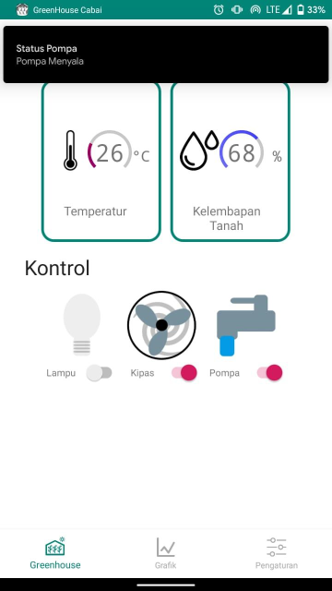 GreenHouse Cabai
LTE 33%
Status Pompa
Pompa Menyala
26 °C
68 %
Temperatur
Kelembapan
Tanah
Kontrol
Lampu Kipas Pompa
Greenhouse Grafik Pengaturan